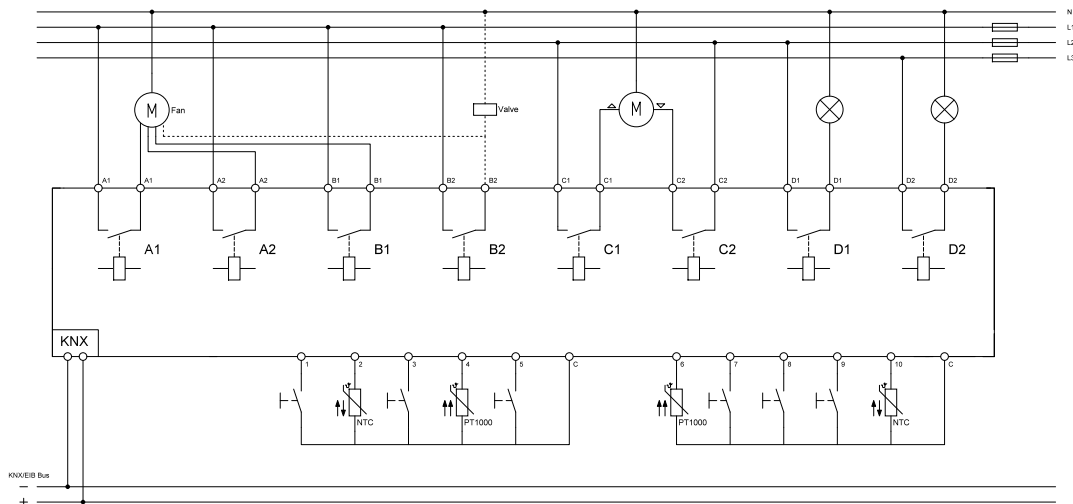 N
L1
L2
L3
M Fan Valve M
A1 A1 A2 A2 B1 B1 B2 B2 C1 C1 C2 C2 D1 D1 D2 D2
A1 A2 B1 B2 C1 C2 D1 D2
KNX
1 2 3 4 5 C 6 7 8 9 10 C
NTC PT1000 PT1000 NTC
KNX/EIB Bus
−
+